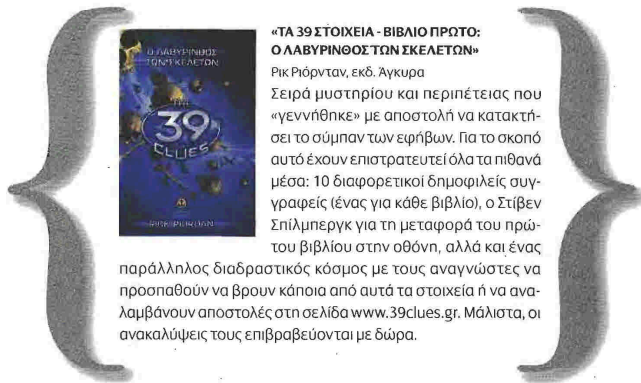 Ο ΛΑΒΥΡΙΝΘΟΣ
ΤΩΝ ΣΚΕΛΕΤΩΝ
THE
39
CLUES
RICK RIORDAN
«ΤΑ 39 ΣΤΟΙΧΕΙΑ - ΒΙΒΛΙΟ ΠΡΩΤΟ:
Ο ΛΑΒΥΡΙΝΘΟΣ ΤΩΝ ΣΚΕΛΕΤΩΝ»
Ρικ Ριόρνταν, εκδ. Άγκυρα
Σειρά μυστηρίου και περιπέτειας που
«γεννήθηκε» με αποστολή να κατακτή-
σει το σύμπαν των εφήβων. Για το σκοπό
αυτό έχουν επιστρατευτεί όλα τα πιθανά
μέσα: 10 διαφορετικοί δημοφιλείς συγ-
γραφείς (ένας για κάθε βιβλίο), ο Στίβεν
Σπίλμπεργκ για τη μεταφορά του πρώ-
του βιβλίου στην οθόνη, αλλά και ένας
παράλληλος διαδραστικός κόσμος με τους αναγνώστες να
προσπαθούν να βρουν κάποια από αυτά τα στοιχεία ή να ανα-
λαμβάνουν αποστολές στη σελίδα www.39clues.gr. Μάλιστα, οι
ανακαλύψεις τους επιβραβεύονται με δώρα.